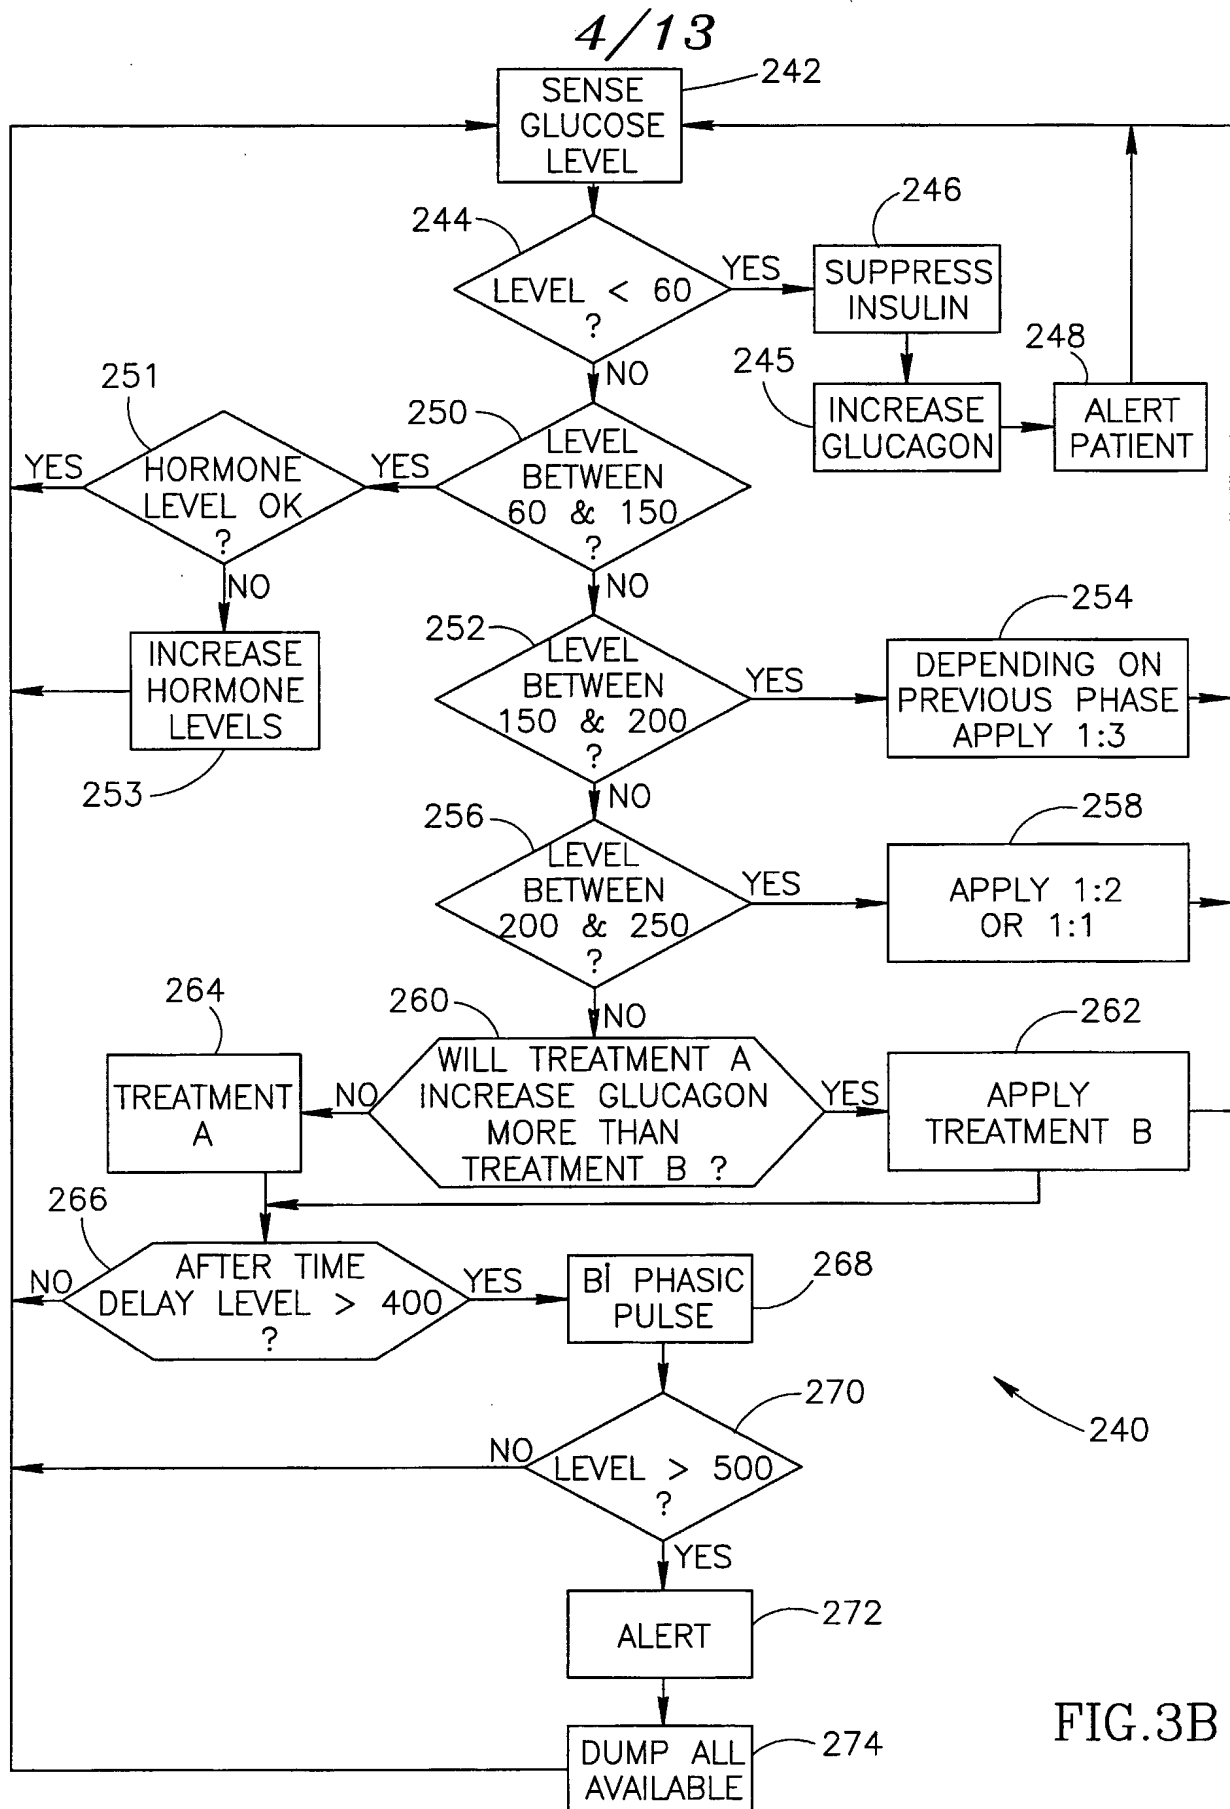 4/13
242
SENSE
GLUCOSE
LEVEL
244
LEVEL < 60
?
YES
246
SUPPRESS
INSULIN
NO
245
INCREASE
GLUCAGON
248
ALERT
PATIENT
251
HORMONE
LEVEL OK
?
YES
NO
250
LEVEL
BETWEEN
60 & 150
?
YES
NO
253
INCREASE
HORMONE
LEVELS
252
LEVEL
BETWEEN
150 & 200
?
YES
254
DEPENDING ON
PREVIOUS PHASE
APPLY 1:3
NO
256
LEVEL
BETWEEN
200 & 250
?
YES
258
APPLY 1:2
OR 1:1
NO
264
TREATMENT
A
260
WILL TREATMENT A
INCREASE GLUCAGON
MORE THAN
TREATMENT B ?
NO
YES
262
APPLY
TREATMENT B
266
AFTER TIME
DELAY LEVEL > 400
?
NO
YES
268
BI PHASIC
PULSE
270
LEVEL > 500
?
NO
YES
240
272
ALERT
274
DUMP ALL
AVAILABLE
FIG.3B